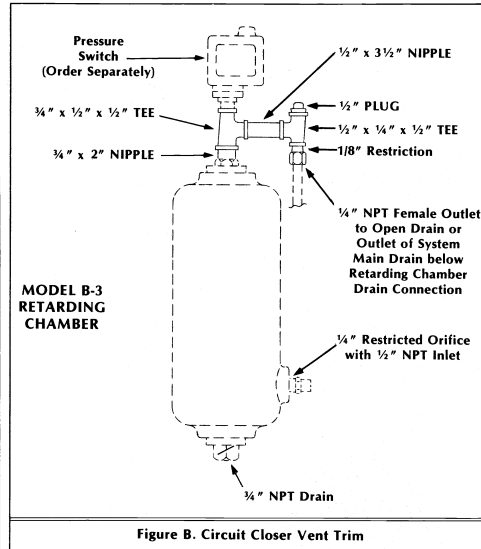 Pressure
Switch
(Order Separately)
½" x 3½" NIPPLE
¾" x ½" x ½" TEE
½" PLUG
½" x ¼" x ½" TEE
¾" x 2" NIPPLE
1/8" Restriction
¼" NPT Female Outlet
to Open Drain or
Outlet of System
Main Drain below
Retarding Chamber
Drain Connection
MODEL B-3
RETARDING
CHAMBER
¼" Restricted Orifice
with ½" NPT Inlet
¾" NPT Drain
Figure B. Circuit Closer Vent Trim